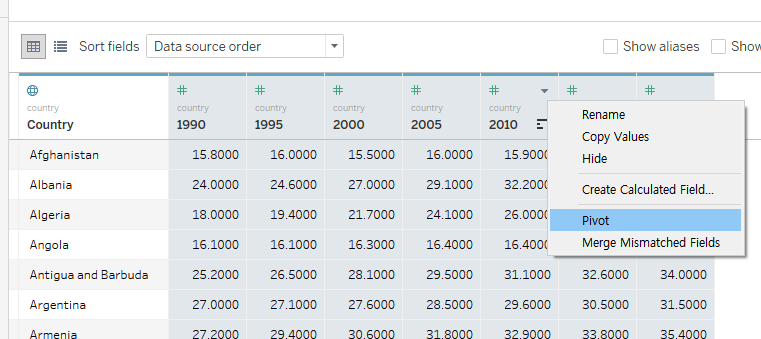 Sort fields Data source order Show aliases Show
country country country country country country
Country 1990 1995 2000 2005 2010
Rename
Copy Values
Hide
Create Calculated Field...
Pivot
Merge Mismatched Fields
Afghanistan 15.8000 16.0000 15.5000 16.0000 15.9000
Albania 24.0000 24.6000 27.0000 29.1000 32.2000
Algeria 18.0000 19.4000 21.7000 24.1000 26.0000
Angola 16.1000 16.1000 16.3000 16.4000 16.4000
Antigua and Barbuda 25.2000 26.5000 28.1000 29.5000 31.1000 32.6000 34.0000
Argentina 27.0000 27.1000 27.6000 28.5000 29.6000 30.5000 31.5000
Armenia 27.2000 29.4000 30.6000 31.8000 32.9000 33.8000 35.4000